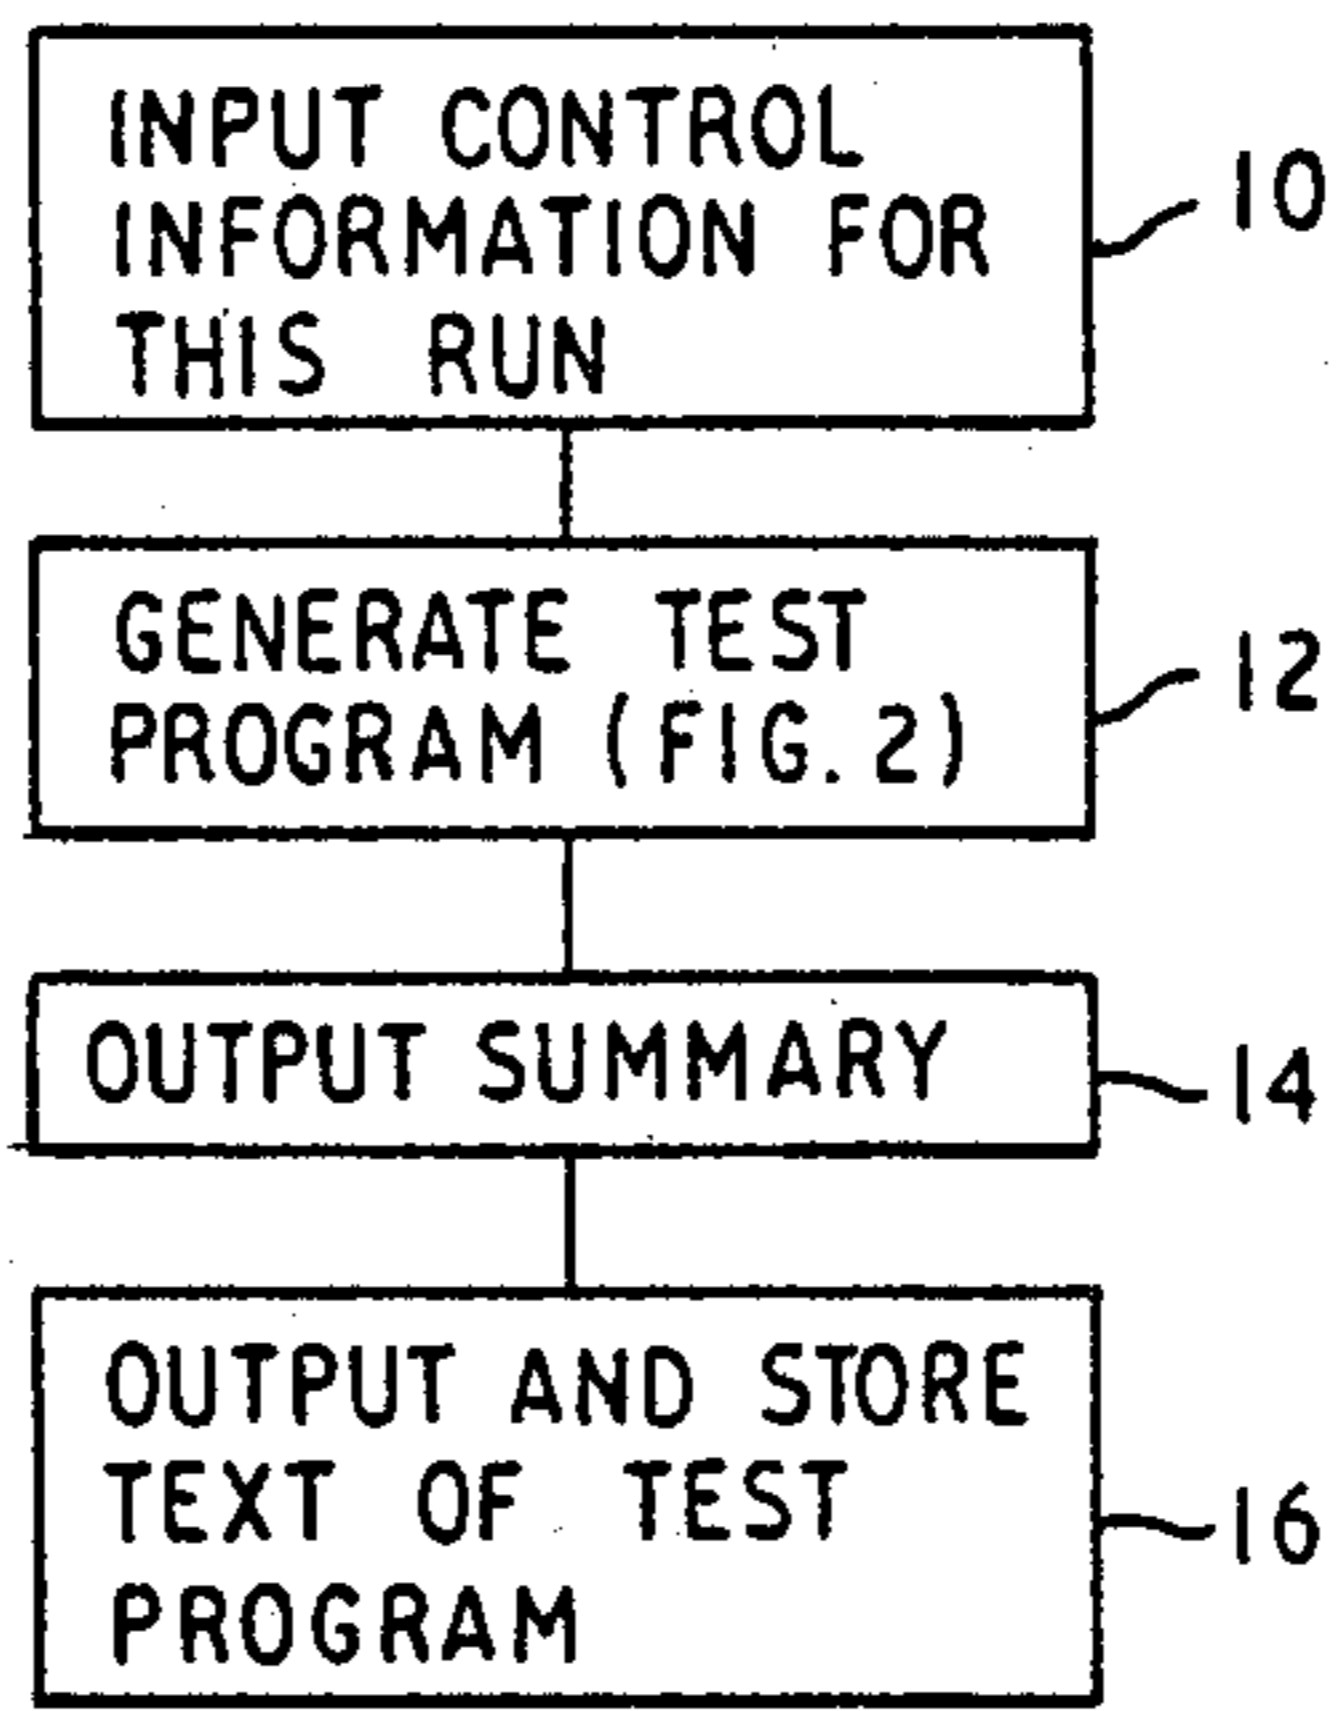 INPUT CONTROL
INFORMATION FOR
THIS RUN
10
GENERATE TEST
PROGRAM (FIG. 2)
12
OUTPUT SUMMARY
14
OUTPUT AND STORE
TEXT OF TEST
PROGRAM
16